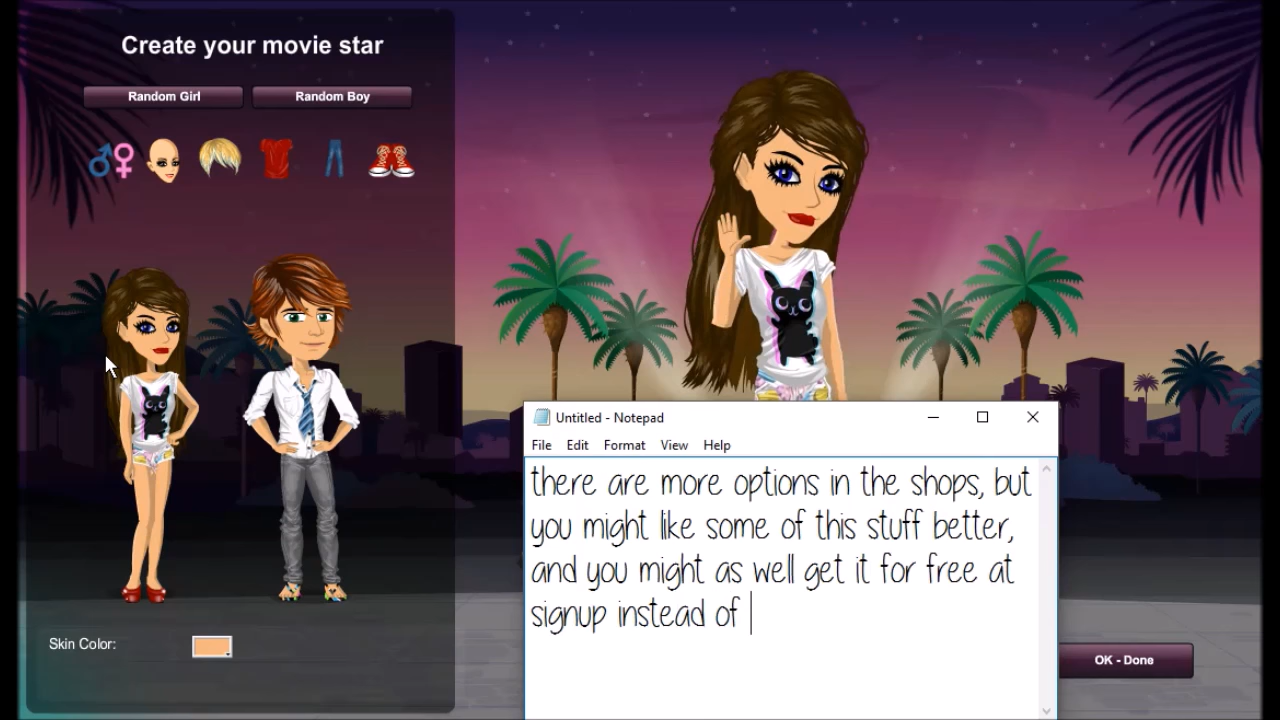 Create your movie star
Random Girl
Random Boy
Skin Color:
Untitled - Notepad
File Edit Format View Help
there are more options in the shops, but
you might like some of this stuff better,
and you might as well get it for free at
signup instead of
OK - Done